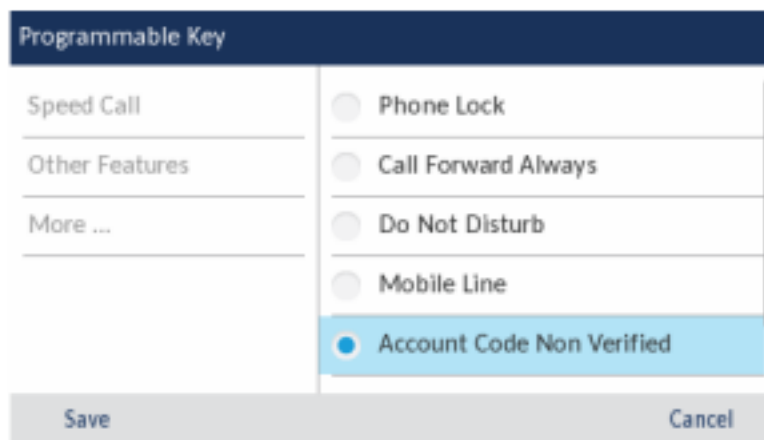 Programmable Key
Speed Call
Other Features
More ...
Phone Lock
Call Forward Always
Do Not Disturb
Mobile Line
Account Code Non Verified
Save
Cancel